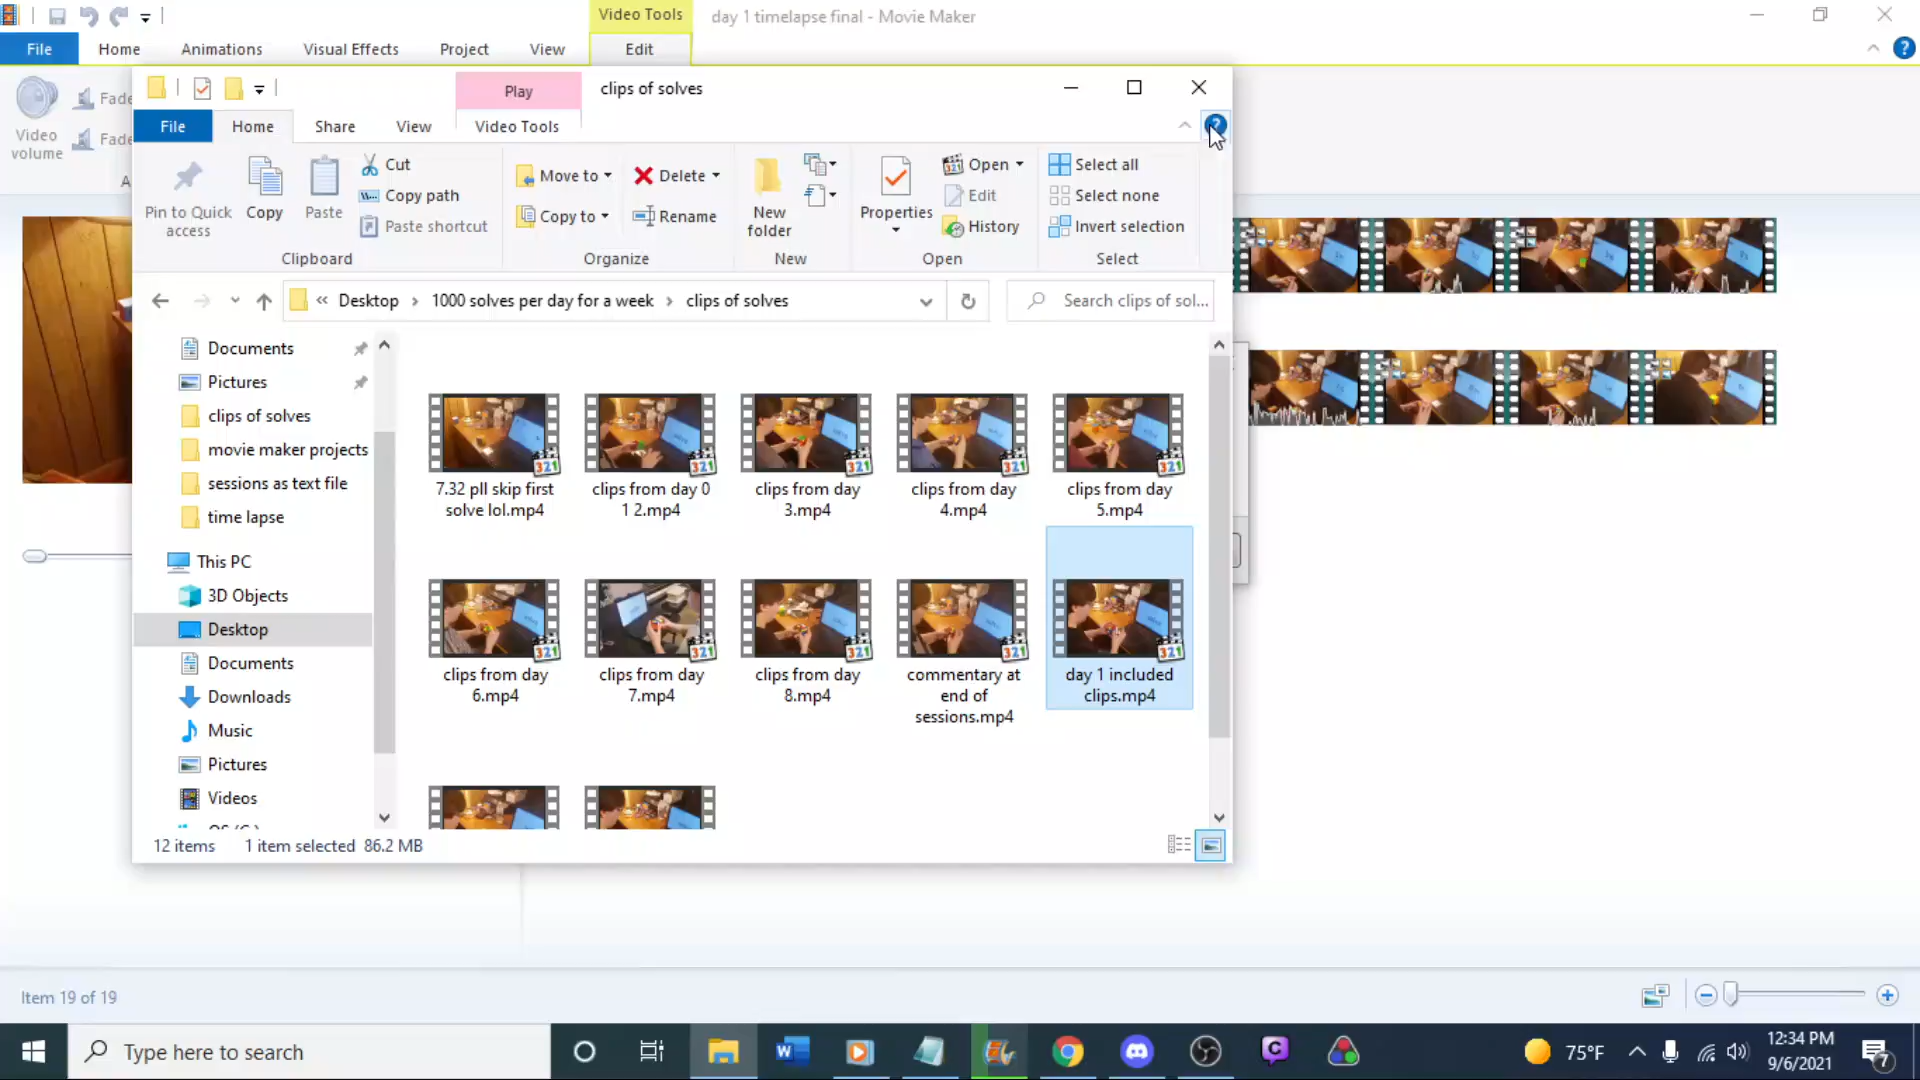 Video Tools
day 1 timelapse final - Movie Maker
File
Home
Animations
Visual Effects
Project
View
Edit
Video volume
Fade
Fade
A
Play
clips of solves
File
Home
Share
View
Video Tools
Pin to Quick access
Copy
Paste
Cut
Copy path
Paste shortcut
Clipboard
Move to
Copy to
Delete
Rename
Organize
New folder
New
Properties
Open
Edit
History
Open
Select all
Select none
Invert selection
Select
« Desktop › 1000 solves per day for a week › clips of solves
Search clips of sol...
Documents
Pictures
clips of solves
movie maker projects
sessions as text file
time lapse
This PC
3D Objects
Desktop
Documents
Downloads
Music
Pictures
Videos
7.32 pll skip first solve lol.mp4
clips from day 0 1 2.mp4
clips from day 3.mp4
clips from day 4.mp4
clips from day 5.mp4
clips from day 6.mp4
clips from day 7.mp4
clips from day 8.mp4
commentary at end of sessions.mp4
day 1 included clips.mp4
12 items
1 item selected 86.2 MB
Item 19 of 19
Type here to search
75°F
12:34 PM
9/6/2021
7